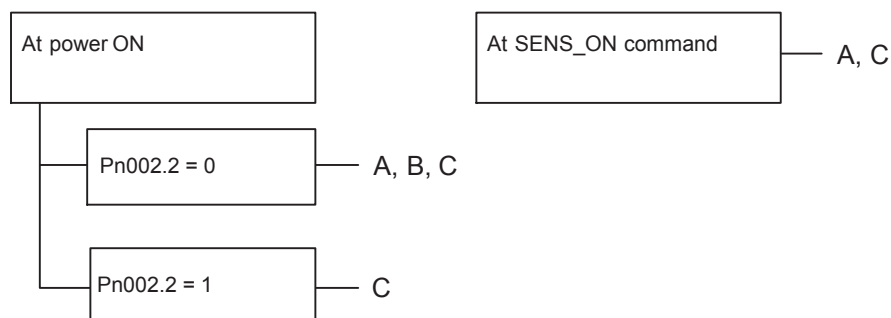 At power ON
At SENS_ON command
A, C
Pn002.2 = 0
A, B, C
Pn002.2 = 1
C